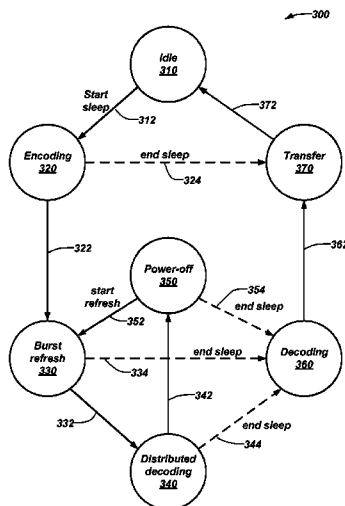 300
Idle
310
Start
sleep
312
372
Encoding
320
end sleep
324
Transfer
370
322
362
Power-off
350
354
start
refresh
352
end sleep
Burst
refresh
330
end sleep
334
Decoding
360
332
342
end sleep
344
Distributed
decoding
340